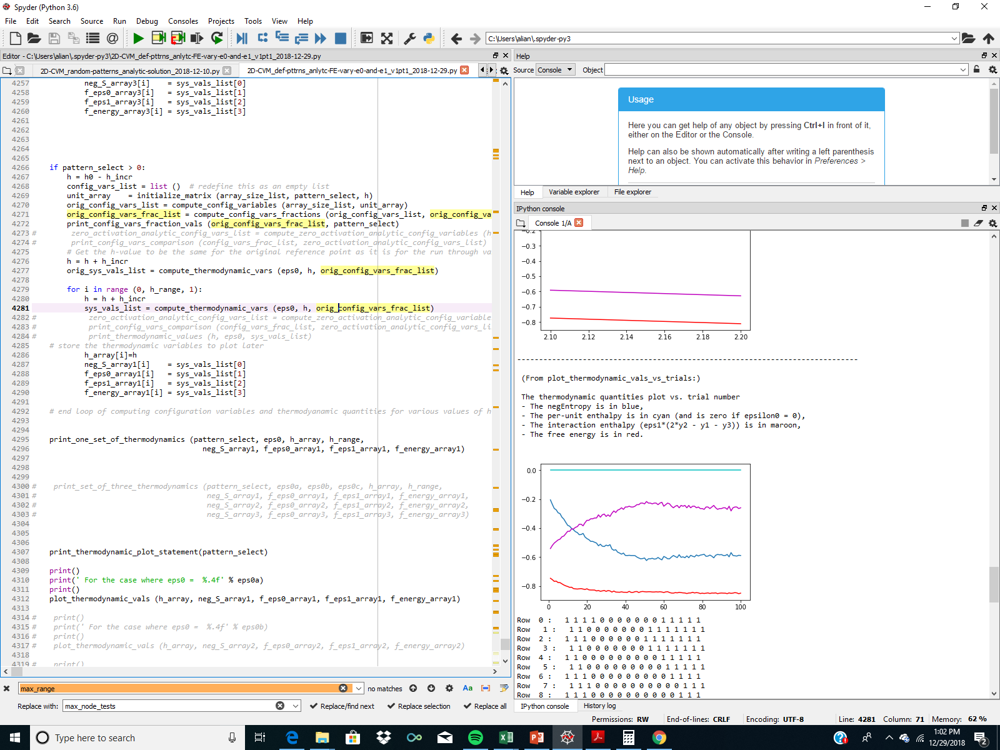 Spyder (Python 3.6)
File Edit Search Source Run Debug Consoles Projects Tools View Help
C:\Users\alian\.spyder-py3
Editor - C:\Users\alian\.spyder-py3\2D-CVM_def-pttrns_anlytc-FE-vary-e0-and-e1_v1pt1_2018-12-29.py
2D-CVM_random-patterns_analytic-solution_2018-12-10.py
2D-CVM_def-pttrns_anlytc-FE-vary-e0-and-e1_v1pt1_2018-12-29.py
4257 neg_S_array3[i] = sys_vals_list[0]
4258 f_eps0_array3[i] = sys_vals_list[1]
4259 f_eps1_array3[i] = sys_vals_list[2]
4260 f_energy_array3[i] = sys_vals_list[3]
4261
4262
4263
4264
4265
4266 if pattern_select > 0:
4267 h = h0 - h_incr
4268 config_vars_list = list () # redefine this as an empty list
4269 unit_array = initialize_matrix (array_size_list, pattern_select, h)
4270 orig_config_vars_list = compute_config_variables (array_size_list, unit_array)
4271 orig_config_vars_frac_list = compute_config_vars_fractions (orig_config_vars_list, orig_config_va
4272 print_config_vars_fraction_vals (orig_config_vars_frac_list, pattern_select)
4273 # zero_activation_analytic_config_vars_list = compute_zero_activation_analytic_config_variables (h
4274 # print_config_vars_comparison (config_vars_frac_list, zero_activation_analytic_config_vars_list)
4275 # Get the h-value to be the same for the original reference point as it is for the run through va
4276 h = h + h_incr
4277 orig_sys_vals_list = compute_thermodynamic_vars (eps0, h, orig_config_vars_frac_list)
4278
4279 for i in range (0, h_range, 1):
4280 h = h + h_incr
4281 sys_vals_list = compute_thermodynamic_vars (eps0, h, orig_config_vars_frac_list)
4282 # zero_activation_analytic_config_vars_list = compute_zero_activation_analytic_config_variable
4283 # print_config_vars_comparison (config_vars_frac_list, zero_activation_analytic_config_vars_li
4284 # print_thermodynamic_values (h, eps0, sys_vals_list)
4285 # store the thermodynamic variables to plot later
4286 h_array[i]=h
4287 neg_S_array1[i] = sys_vals_list[0]
4288 f_eps0_array1[i] = sys_vals_list[1]
4289 f_eps1_array1[i] = sys_vals_list[2]
4290 f_energy_array1[i] = sys_vals_list[3]
4291
4292 # end loop of computing configuration variables and thermodyanamic quantities for various values of h
4293
4294
4295 print_one_set_of_thermodynamics (pattern_select, eps0, h_array, h_range,
4296 neg_S_array1, f_eps0_array1, f_eps1_array1, f_energy_array1)
4297
4298
4299
4300 # print_set_of_three_thermodynamics (pattern_select, eps0a, eps0b, eps0c, h_array, h_range,
4301 # neg_S_array1, f_eps0_array1, f_eps1_array1, f_energy_array1,
4302 # neg_S_array2, f_eps0_array2, f_eps1_array2, f_energy_array2,
4303 # neg_S_array3, f_eps0_array3, f_eps1_array3, f_energy_array3)
4304
4305
4306
4307 print_thermodynamic_plot_statement(pattern_select)
4308
4309 print()
4310 print(' For the case where eps0 = %.4f' % eps0a)
4311 print()
4312 plot_thermodynamic_vals (h_array, neg_S_array1, f_eps0_array1, f_eps1_array1, f_energy_array1)
4313
4314 # print()
4315 # print(' For the case where eps0 = %.4f' % eps0b)
4316 # print()
4317 # plot_thermodynamic_vals (h_array, neg_S_array2, f_eps0_array2, f_eps1_array2, f_energy_array2)
4318
4319 # print()
max_range no matches Aa
Replace with: max_node_tests Replace/find next Replace selection Replace all
Help
Source Console Object
Usage
Here you can get help of any object by pressing Ctrl+I in front of it,
either on the Editor or the Console.
Help can also be shown automatically after writing a left parenthesis
next to an object. You can activate this behavior in Preferences >
Help.
Help Variable explorer File explorer
IPython console
Console 1/A
−0.2
−0.3
−0.4
−0.5
−0.6
−0.7
−0.8
2.10 2.12 2.14 2.16 2.18 2.20
------------------------------------------------------------------------------
(From plot_thermodynamic_vals_vs_trials:)
The thermodynamic quantities plot vs. trial number
- The negEntropy is in blue,
- The per-unit enthalpy is in cyan (and is zero if epsilon0 = 0),
- The interaction enthalpy (eps1*(2*y2 - y1 - y3)) is in maroon,
- The free energy is in red.
0.0
−0.2
−0.4
−0.6
−0.8
0 20 40 60 80 100
Row 0 : 1 1 1 1 0 0 0 0 0 0 0 1 1 1 1 1
Row 1 : 1 1 0 0 0 0 0 0 0 1 1 1 1 1 1 1
Row 2 : 1 1 1 0 0 0 0 0 0 1 1 1 1 1 1 1
Row 3 : 1 1 0 0 0 0 0 0 0 1 1 1 1 1 1 1
Row 4 : 1 1 0 0 0 0 0 0 0 0 0 1 1 1 1 1
Row 5 : 1 1 0 0 0 0 0 0 0 0 0 1 1 1 1 1
Row 6 : 1 1 1 0 0 0 0 0 0 0 0 0 1 1 1 1
Row 7 : 1 1 1 0 0 0 0 0 0 0 0 0 0 1 1 1
Row 8 : 1 1 1 0 0 0 0 0 0 0 0 0 0 1 1 1
IPython console History log
Permissions: RW End-of-lines: CRLF Encoding: UTF-8 Line: 4281 Column: 71 Memory: 62 %
Type here to search
1:02 PM
12/29/2018
2